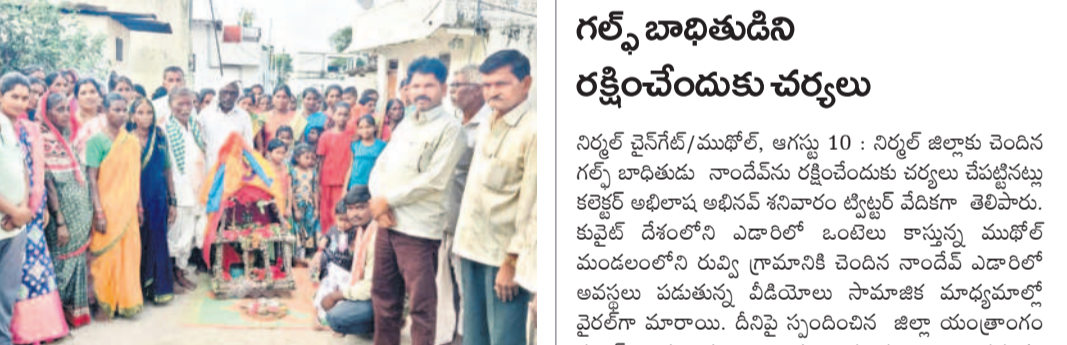 గల్ఫ్ బాధితుడిని
రక్షించేందుకు చర్యలు
నిర్మల్ చైన్‌గేట్/ముథోల్, ఆగస్టు 10 : నిర్మల్ జిల్లాకు చెందిన
గల్ఫ్ బాధితుడు నాందేవ్‌ను రక్షించేందుకు చర్యలు చేపట్టినట్లు
కలెక్టర్ అభిలాష అభినవ్ శనివారం ట్విట్టర్ వేదికగా తెలిపారు.
కువైట్ దేశంలోని ఎడారిలో ఒంటెలు కాస్తున్న ముథోల్
మండలంలోని రువ్వి గ్రామానికి చెందిన నాందేవ్ ఎడారిలో
అవస్థలు పడుతున్న వీడియోలు సామాజిక మాధ్యమాల్లో
వైరల్‌గా మారాయి. దీనిపై స్పందించిన జిల్లా యంత్రాంగం